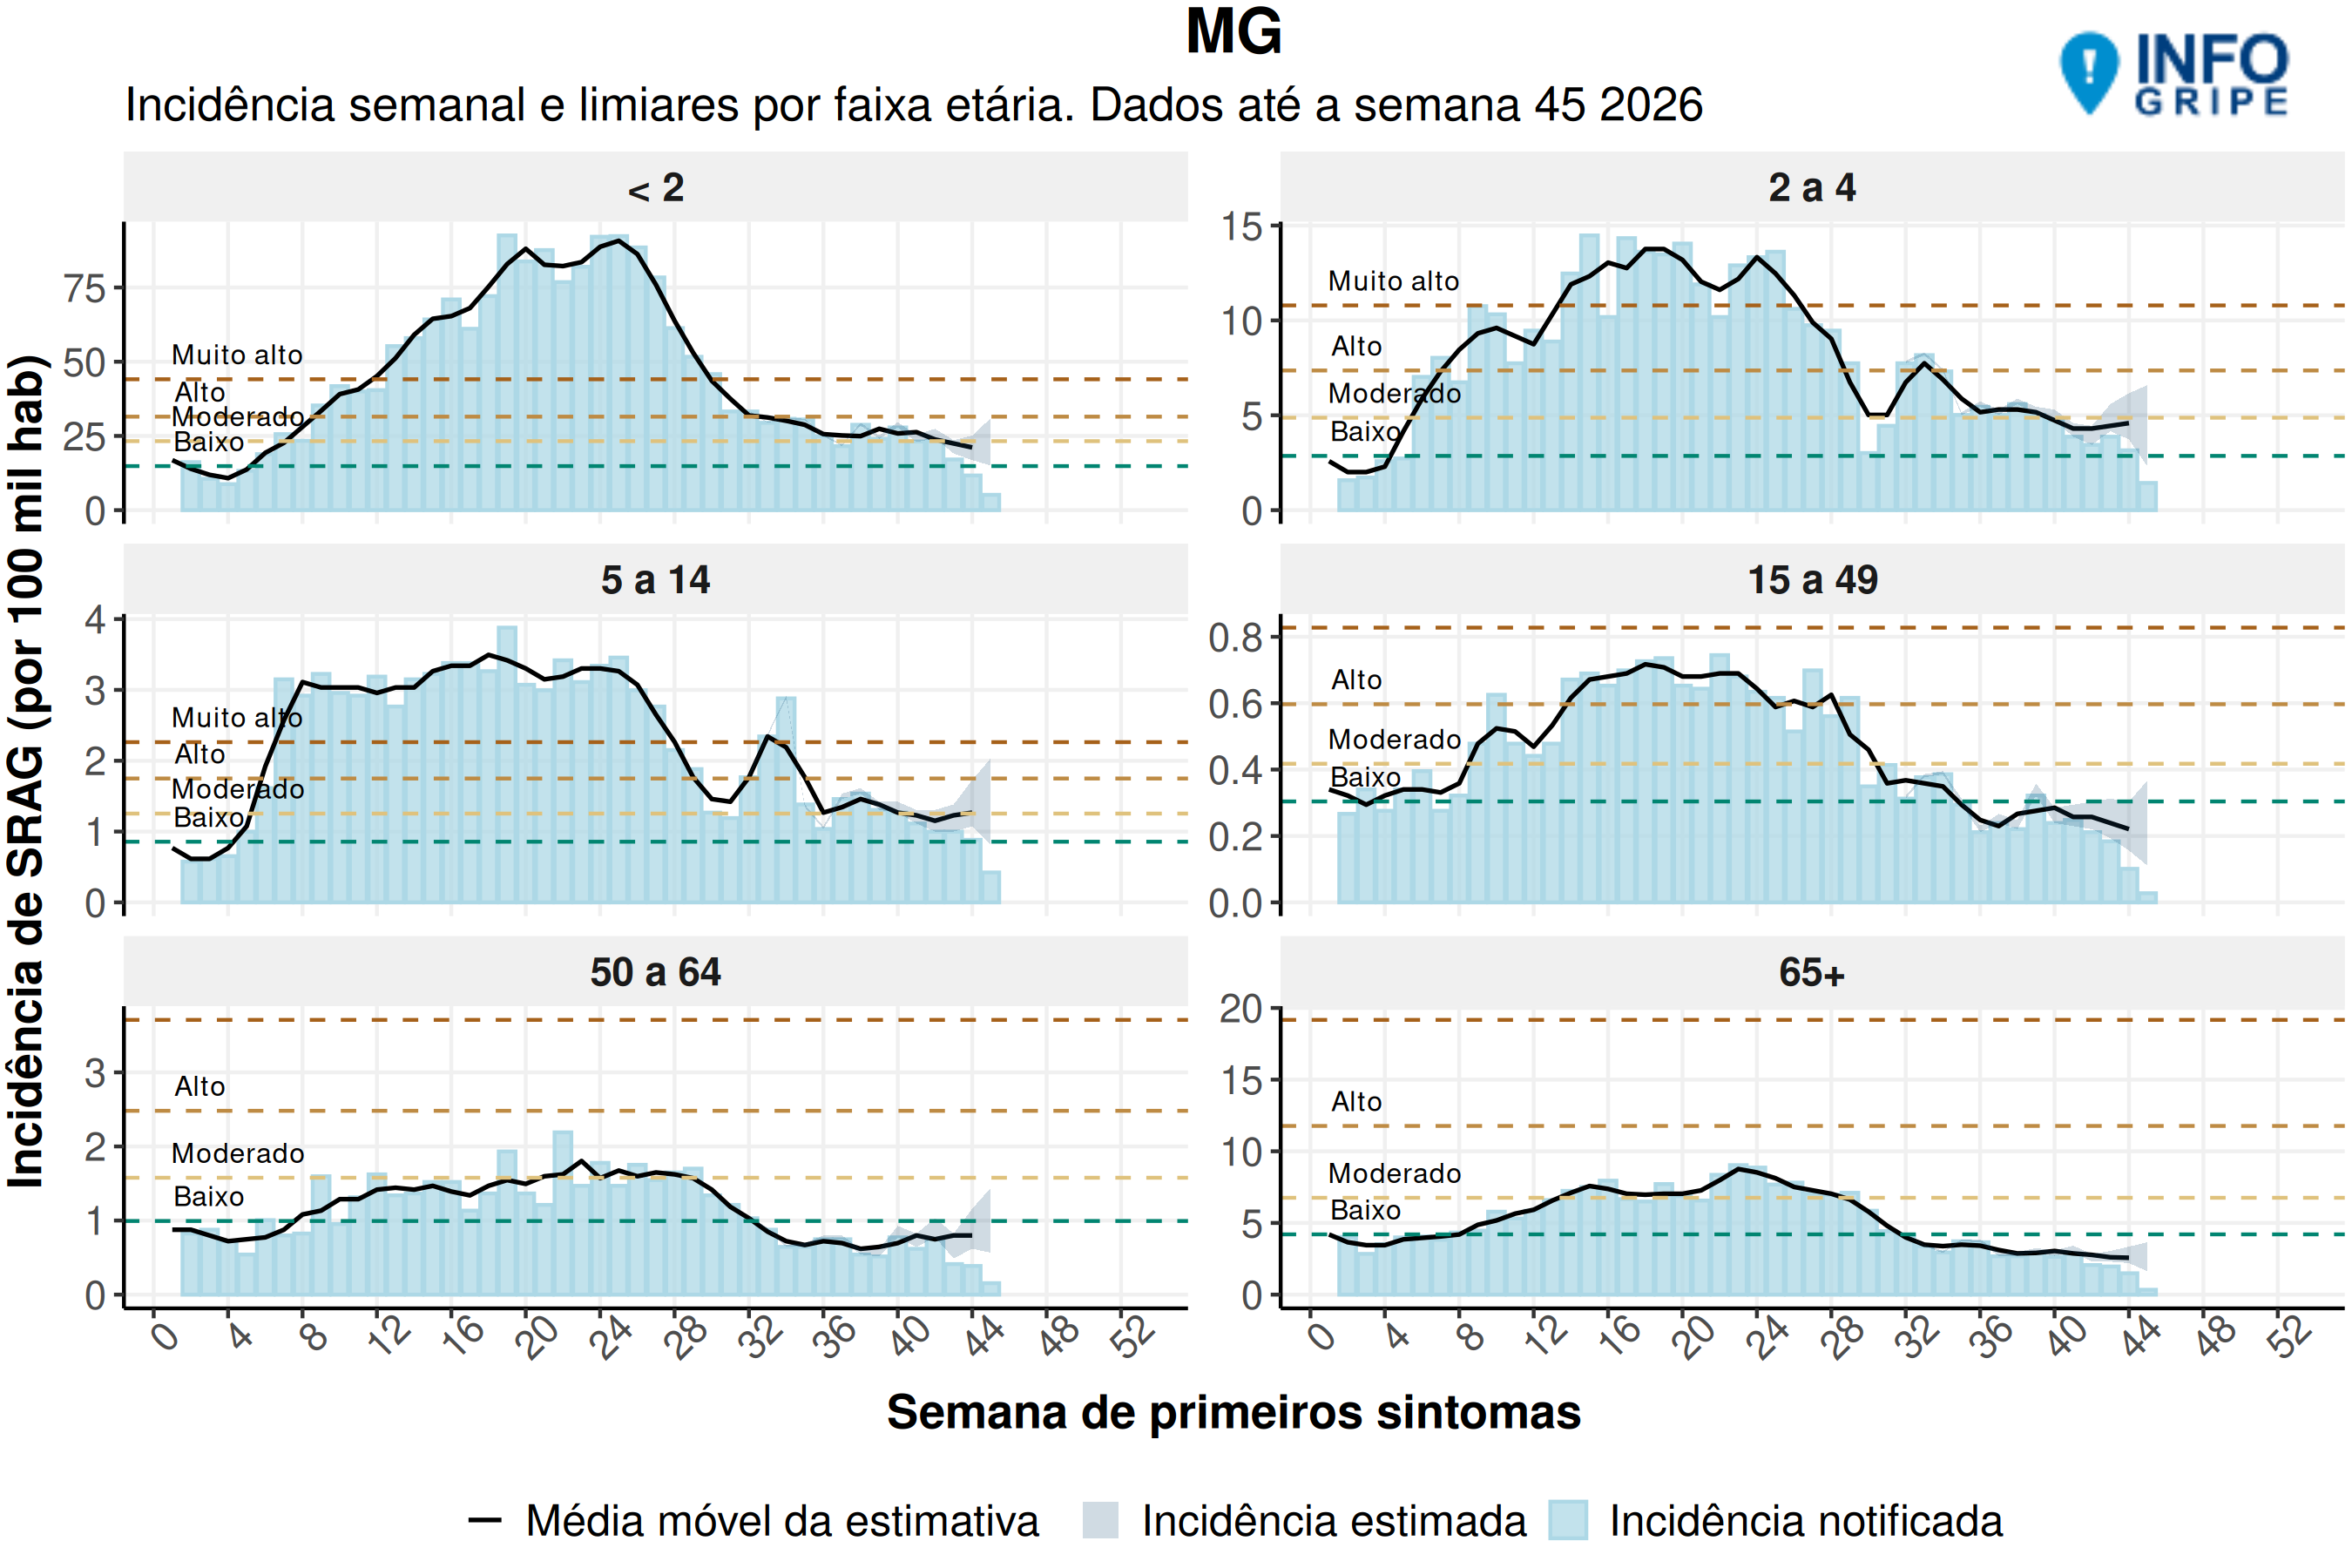 MG
INFO
GRIPE
Incidência semanal e limiares por faixa etária. Dados até a semana 45 2026
Incidência de SRAG (por 100 mil hab)
< 2
75
50
25
0
Muito alto
Alto
Moderado
Baixo
2 a 4
15
10
5
0
Muito alto
Alto
Moderado
Baixo
5 a 14
4
3
2
1
0
Muito alto
Alto
Moderado
Baixo
15 a 49
0.8
0.6
0.4
0.2
0.0
Alto
Moderado
Baixo
50 a 64
3
2
1
0
Alto
Moderado
Baixo
0 4 8 12 16 20 24 28 32 36 40 44 48 52
65+
20
15
10
5
0
Alto
Moderado
Baixo
0 4 8 12 16 20 24 28 32 36 40 44 48 52
Semana de primeiros sintomas
Média móvel da estimativa Incidência estimada Incidência notificada